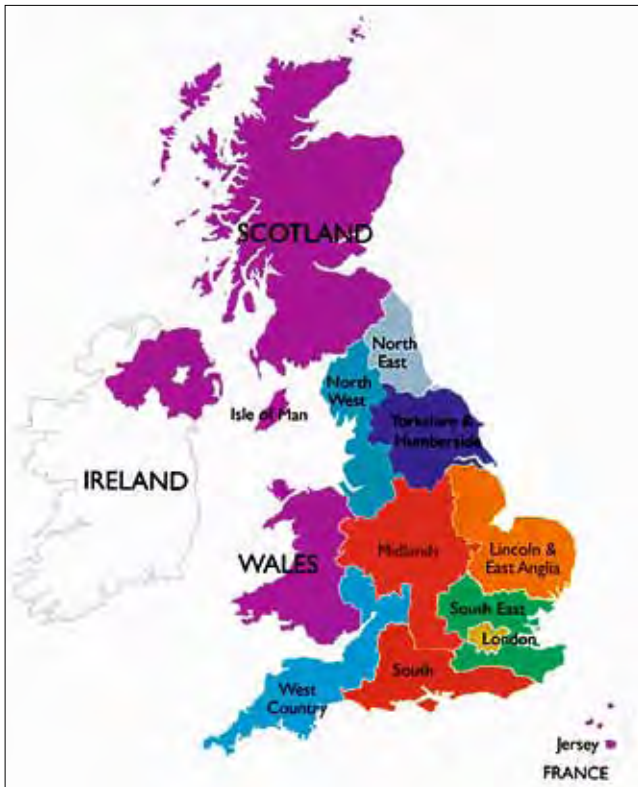 SCOTLAND
North
East
North
West
Isle of Man
Yorkshire &
Humberside
IRELAND
WALES
Midlands
Lincoln &
East Anglia
South East
London
South
West
Country
Jersey
FRANCE